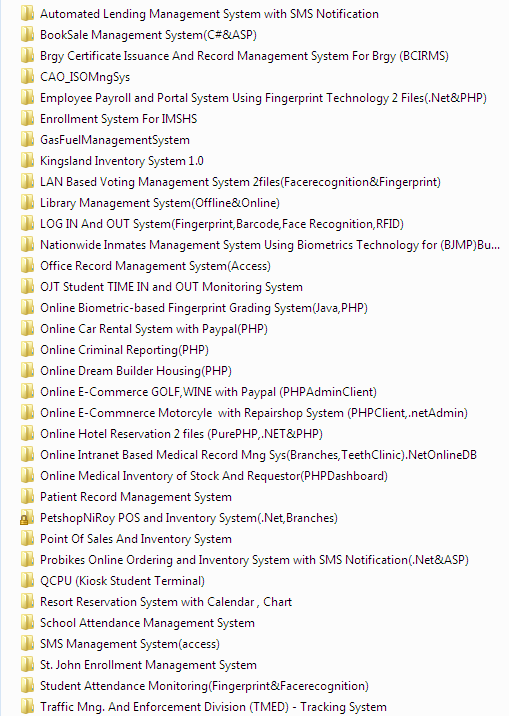 Automated Lending Management System with SMS Notification
BookSale Management System(C#&ASP)
Brgy Certificate Issuance And Record Management System For Brgy (BCIRMS)
CAO_ISOMngSys
Employee Payroll and Portal System Using Fingerprint Technology 2 Files(.Net&PHP)
Enrollment System For IMSHS
GasFuelManagementSystem
Kingsland Inventory System 1.0
LAN Based Voting Management System 2files(Facerecognition&Fingerprint)
Library Management System(Offline&Online)
LOG IN And OUT System(Fingerprint,Barcode,Face Recognition,RFID)
Nationwide Inmates Management System Using Biometrics Technology for (BJMP)Bu...
Office Record Management System(Access)
OJT Student TIME IN and OUT Monitoring System
Online Biometric-based Fingerprint Grading System(Java,PHP)
Online Car Rental System with Paypal(PHP)
Online Criminal Reporting(PHP)
Online Dream Builder Housing(PHP)
Online E-Commerce GOLF,WINE with Paypal (PHPAdminClient)
Online E-Commnerce Motorcyle  with Repairshop System (PHPClient,.netAdmin)
Online Hotel Reservation 2 files (PurePHP,.NET&PHP)
Online Intranet Based Medical Record Mng Sys(Branches,TeethClinic).NetOnlineDB
Online Medical Inventory of Stock And Requestor(PHPDashboard)
Patient Record Management System
PetshopNiRoy POS and Inventory System(.Net,Branches)
Point Of Sales And Inventory System
Probikes Online Ordering and Inventory System with SMS Notification(.Net&ASP)
QCPU (Kiosk Student Terminal)
Resort Reservation System with Calendar , Chart
School Attendance Management System
SMS Management System(access)
St. John Enrollment Management System
Student Attendance Monitoring(Fingerprint&Facerecognition)
Traffic Mng. And Enforcement Division (TMED) - Tracking System